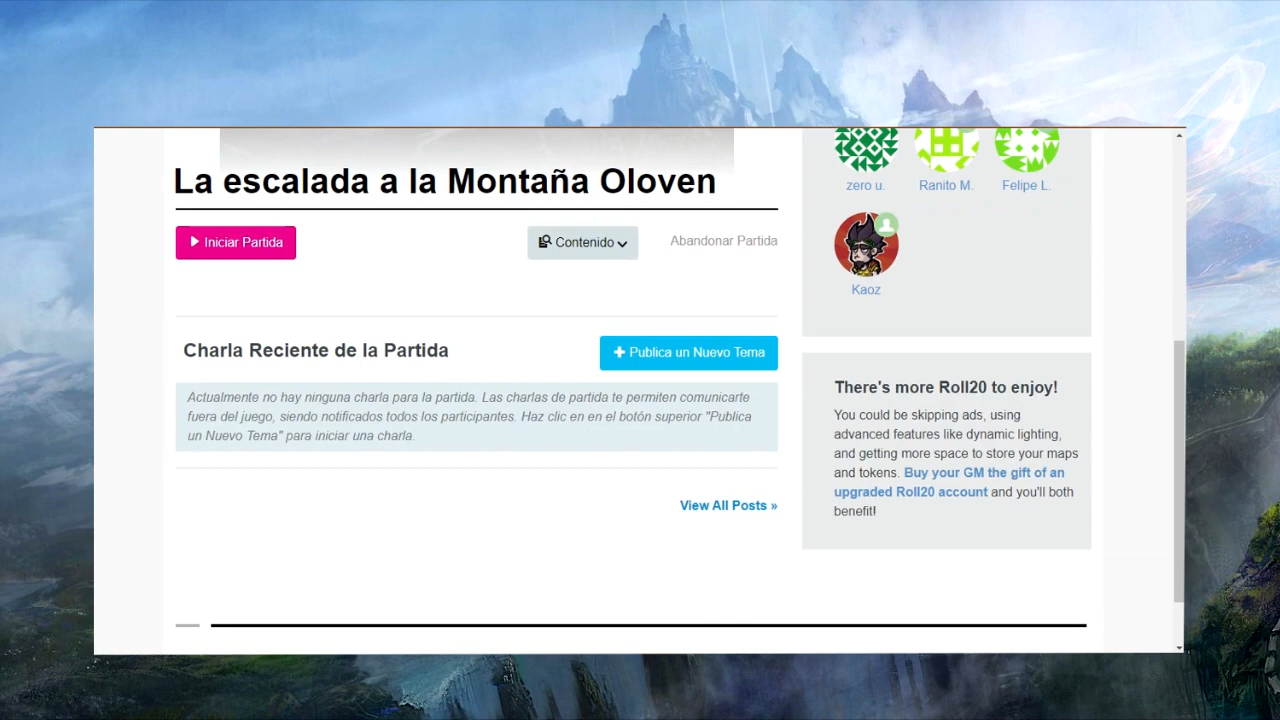 La escalada a la Montaña Oloven
Iniciar Partida
Contenido
Abandonar Partida
Charla Reciente de la Partida
Publica un Nuevo Tema
Actualmente no hay ninguna charla para la partida. Las charlas de partida te permiten comunicarte
fuera del juego, siendo notificados todos los participantes. Haz clic en en el botón superior "Publica
un Nuevo Tema" para iniciar una charla.
View All Posts »
zero u.
Ranito M.
Felipe L.
Kaoz
There's more Roll20 to enjoy!
You could be skipping ads, using
advanced features like dynamic lighting,
and getting more space to store your maps
and tokens. Buy your GM the gift of an
upgraded Roll20 account and you'll both
benefit!